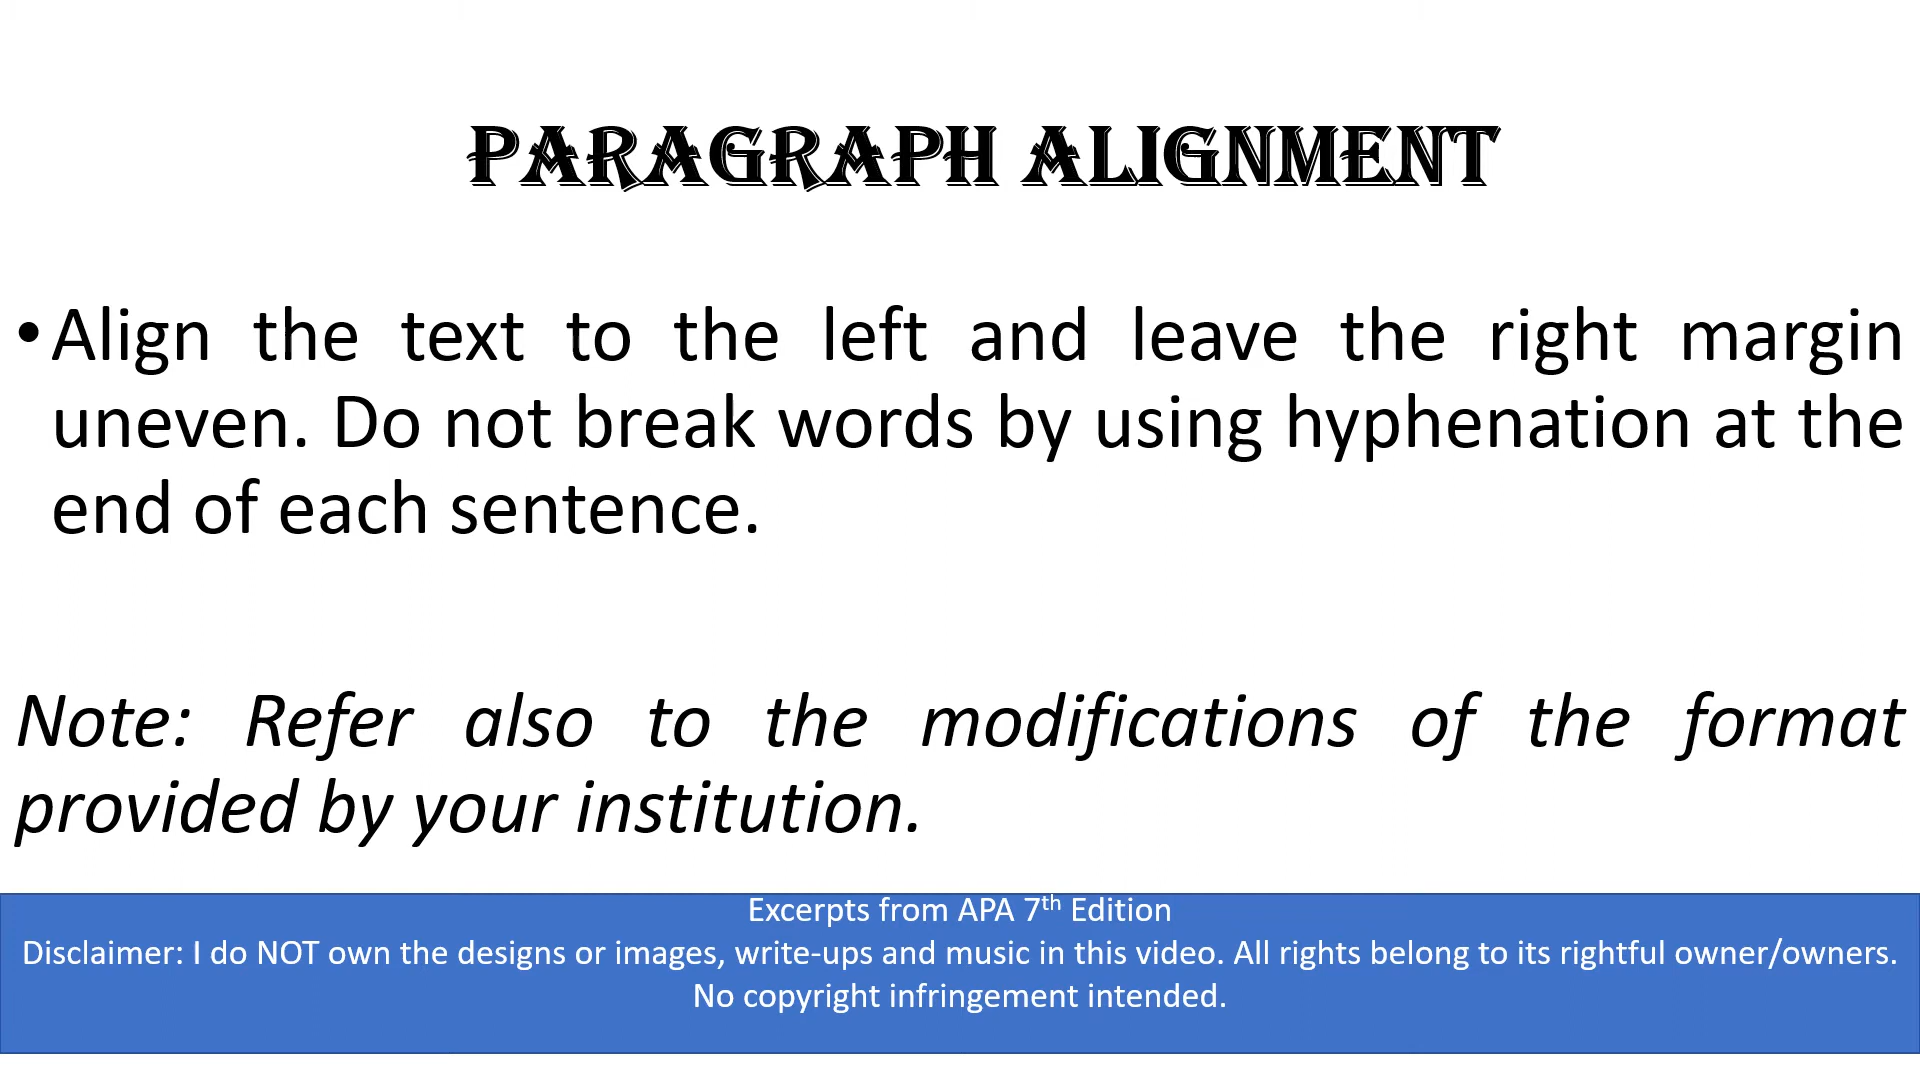 PARAGRAPH ALIGNMENT
•Align the text to the left and leave the right margin
uneven. Do not break words by using hyphenation at the
end of each sentence.
Note: Refer also to the modifications of the format
provided by your institution.
Excerpts from APA 7th Edition
Disclaimer: I do NOT own the designs or images, write-ups and music in this video. All rights belong to its rightful owner/owners.
No copyright infringement intended.